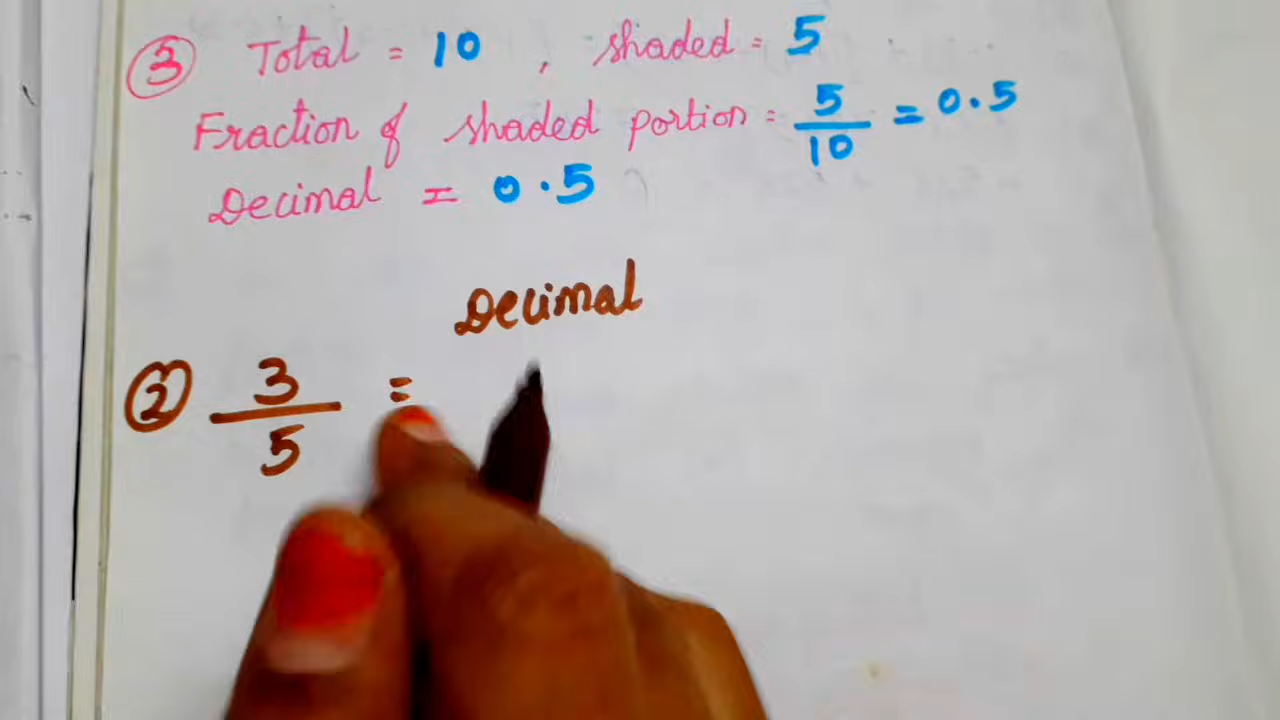 ③ Total = 10 , shaded = 5
Fraction of shaded portion = 5/10 = 0.5
Decimal = 0.5
Decimal
② 3/5 =